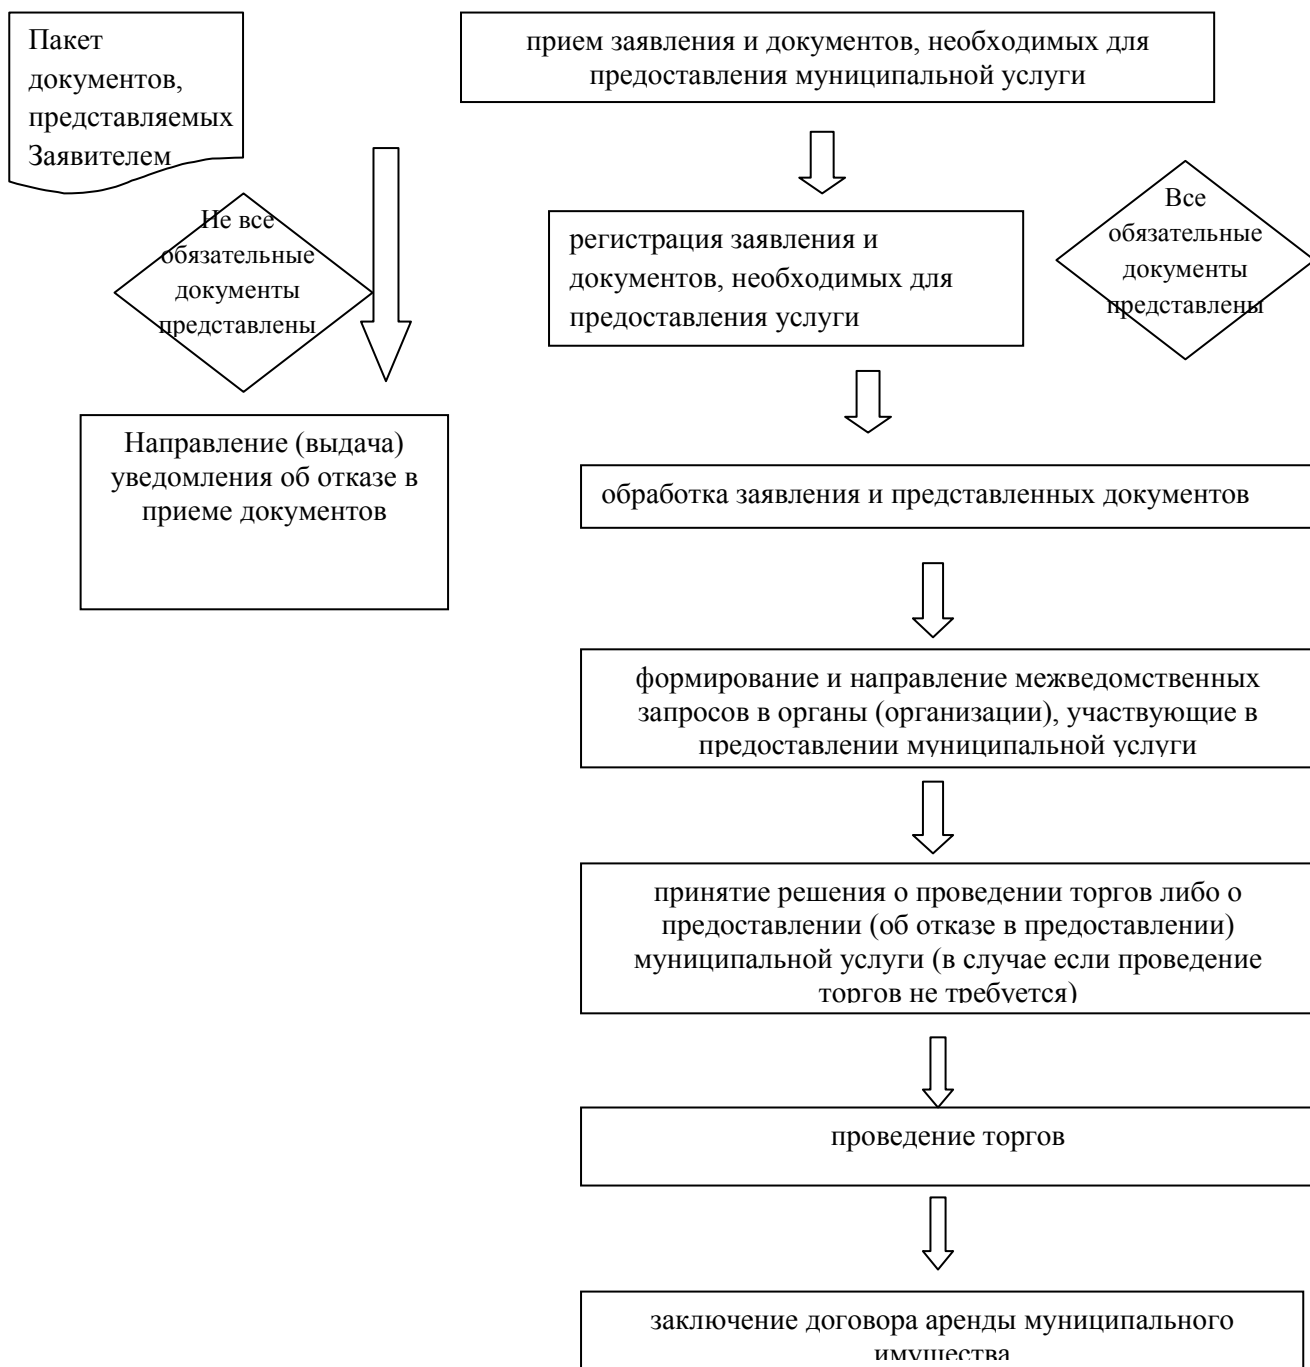 Пакет
документов,
представляемых
Заявителем
прием заявления и документов, необходимых для
предоставления муниципальной услуги
Не все
обязательные
документы
представлены
регистрация заявления и
документов, необходимых для
предоставления услуги
Все
обязательные
документы
представлены
Направление (выдача)
уведомления об отказе в
приеме документов
обработка заявления и представленных документов
формирование и направление межведомственных
запросов в органы (организации), участвующие в
предоставлении муниципальной услуги
принятие решения о проведении торгов либо о
предоставлении (об отказе в предоставлении)
муниципальной услуги (в случае если проведение
торгов не требуется)
проведение торгов
заключение договора аренды муниципального
имущества